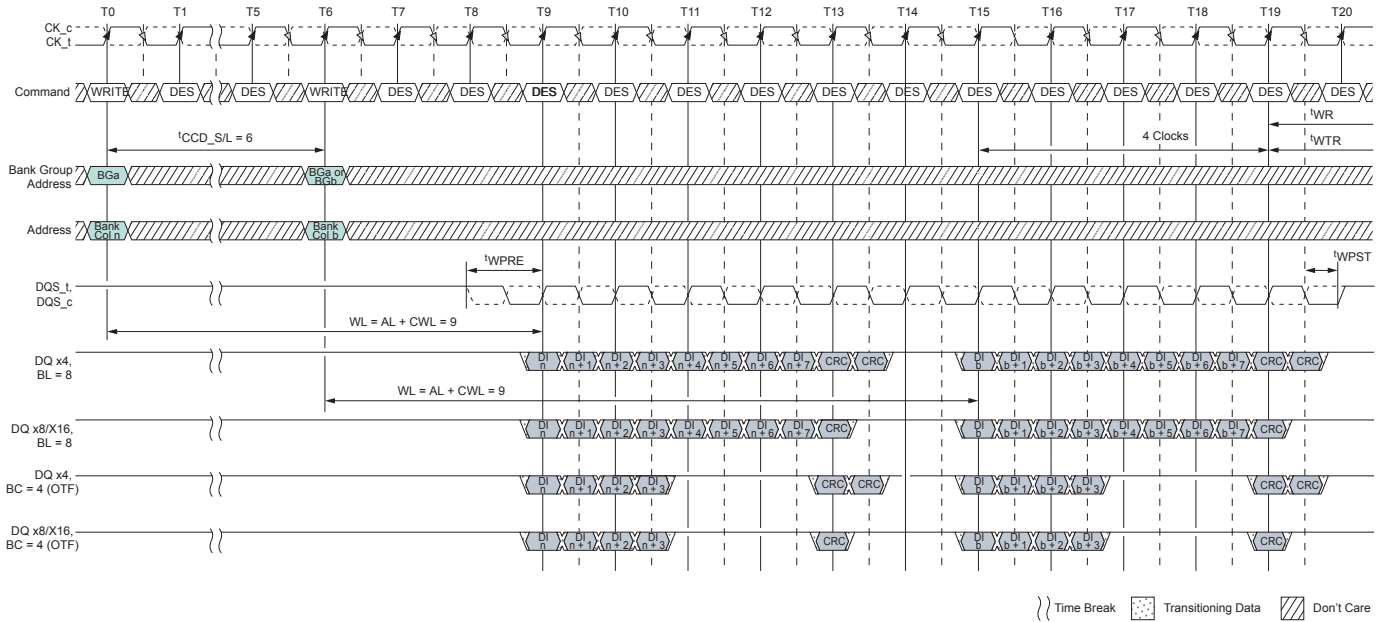 T0 T1 T5 T6 T7 T8 T9 T10 T11 T12 T13 T14 T15 T16 T17 T18 T19 T20
CK_c
CK_t
Command WRITE DES DES WRITE DES DES DES DES DES DES DES DES DES DES DES DES DES DES
tWR
tCCD_S/L = 6 4 Clocks tWTR
Bank Group
Address BGa BGa or
BGb
Address Bank
Col n Bank
Col b
tWPRE tWPST
DQS_t,
DQS_c
WL = AL + CWL = 9
DQ x4,
BL = 8
DI
n DI
n + 1 DI
n + 2 DI
n + 3 DI
n + 4 DI
n + 5 DI
n + 6 DI
n + 7 CRC CRC DI
b DI
b + 1 DI
b + 2 DI
b + 3 DI
b + 4 DI
b + 5 DI
b + 6 DI
b + 7 CRC CRC
WL = AL + CWL = 9
DQ x8/X16,
BL = 8
DI
n DI
n + 1 DI
n + 2 DI
n + 3 DI
n + 4 DI
n + 5 DI
n + 6 DI
n + 7 CRC DI
b DI
b + 1 DI
b + 2 DI
b + 3 DI
b + 4 DI
b + 5 DI
b + 6 DI
b + 7 CRC
DQ x4,
BC = 4 (OTF)
DI
n DI
n + 1 DI
n + 2 DI
n + 3 CRC CRC DI
b DI
b + 1 DI
b + 2 DI
b + 3 CRC CRC
DQ x8/X16,
BC = 4 (OTF)
DI
n DI
n + 1 DI
n + 2 DI
n + 3 CRC DI
b DI
b + 1 DI
b + 2 DI
b + 3 CRC
Time Break Transitioning Data Don't Care